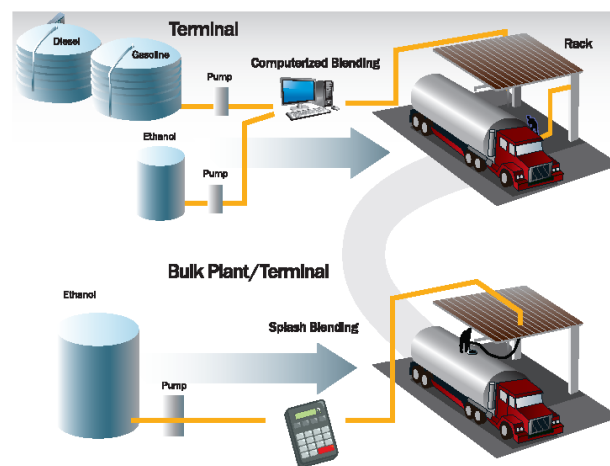 Terminal
Diesel
Gasoline
Pump
Computerized Blending
Rack
Ethanol
Pump
Bulk Plant/Terminal
Ethanol
Splash Blending
Pump